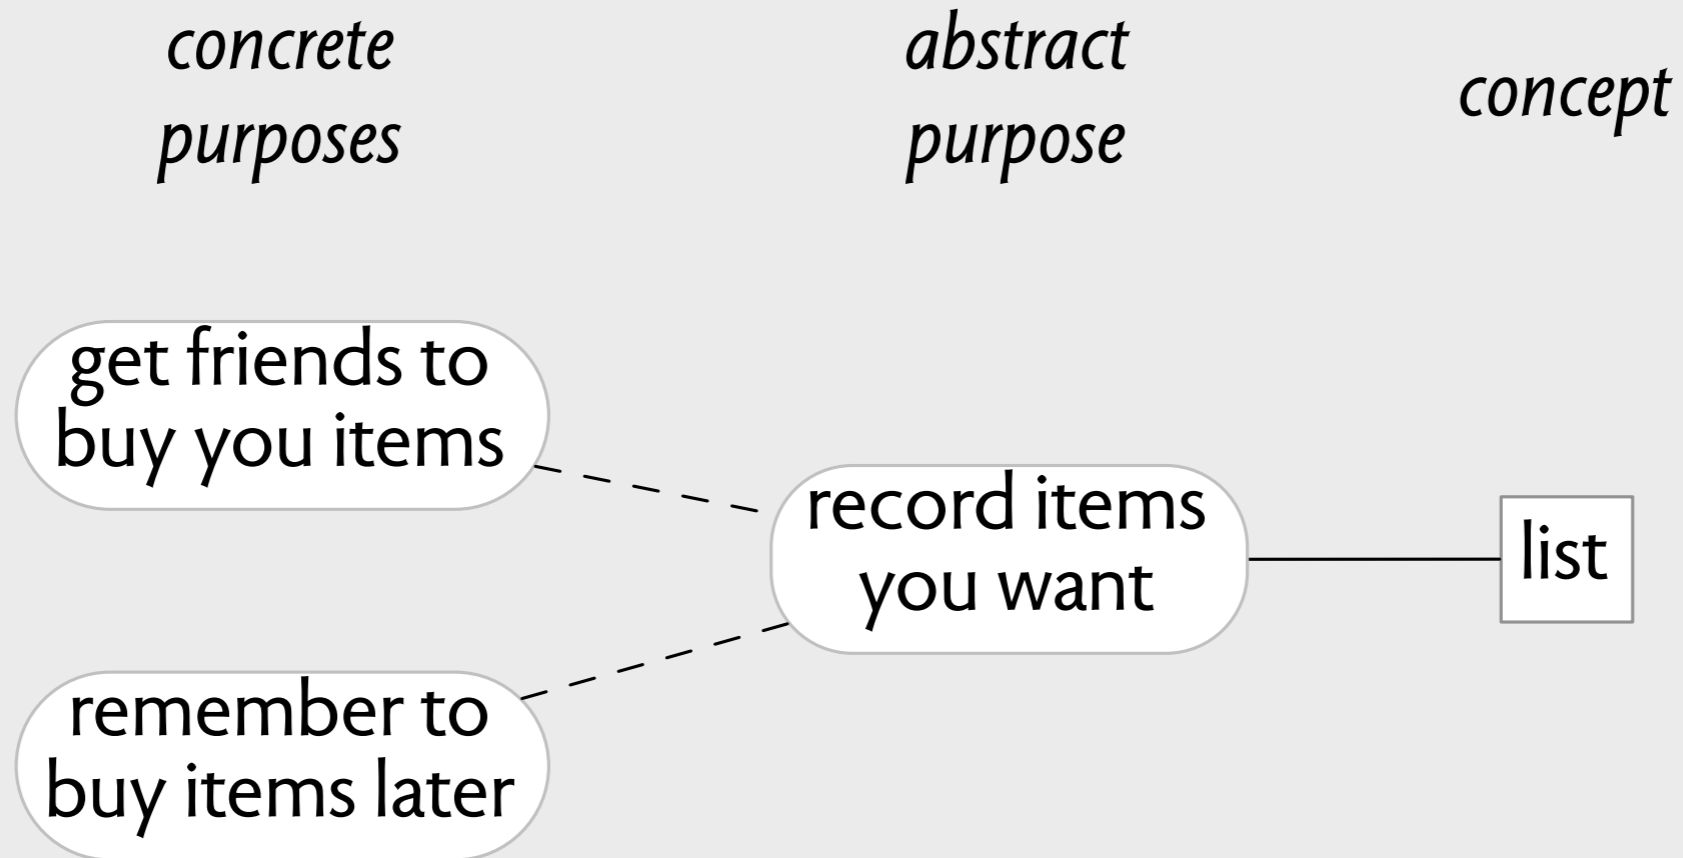 concrete
purposes
abstract
purpose
concept
get friends to
buy you items
record items
you want
list
remember to
buy items later